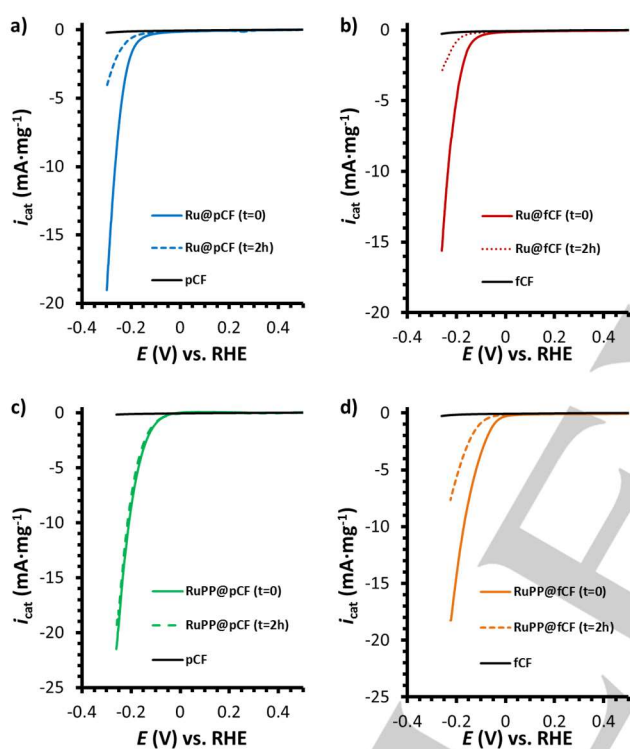 a)
0
-5
-10
-15
-20
i_cat (mA·mg⁻¹)
Ru@pCF (t=0)
Ru@pCF (t=2h)
pCF
-0.4 -0.2 0 0.2 0.4
E (V) vs. RHE
b)
0
-5
-10
-15
-20
i_cat (mA·mg⁻¹)
Ru@fCF (t=0)
Ru@fCF (t=2h)
fCF
-0.4 -0.2 0 0.2 0.4
E (V) vs. RHE
c)
0
-5
-10
-15
-20
-25
i_cat (mA·mg⁻¹)
RuPP@pCF (t=0)
RuPP@pCF (t=2h)
pCF
-0.4 -0.2 0 0.2 0.4
E (V) vs. RHE
d)
0
-5
-10
-15
-20
-25
i_cat (mA·mg⁻¹)
RuPP@fCF (t=0)
RuPP@fCF (t=2h)
fCF
-0.4 -0.2 0 0.2 0.4
E (V) vs. RHE